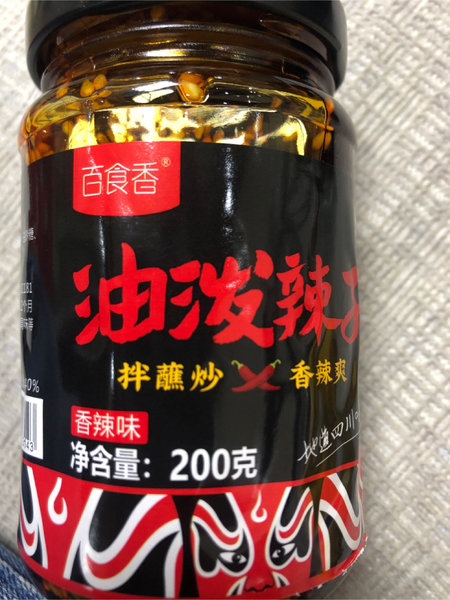 百食香®
油泼辣子
拌蘸炒 香辣爽
地道四川
香辣味
净含量：200克